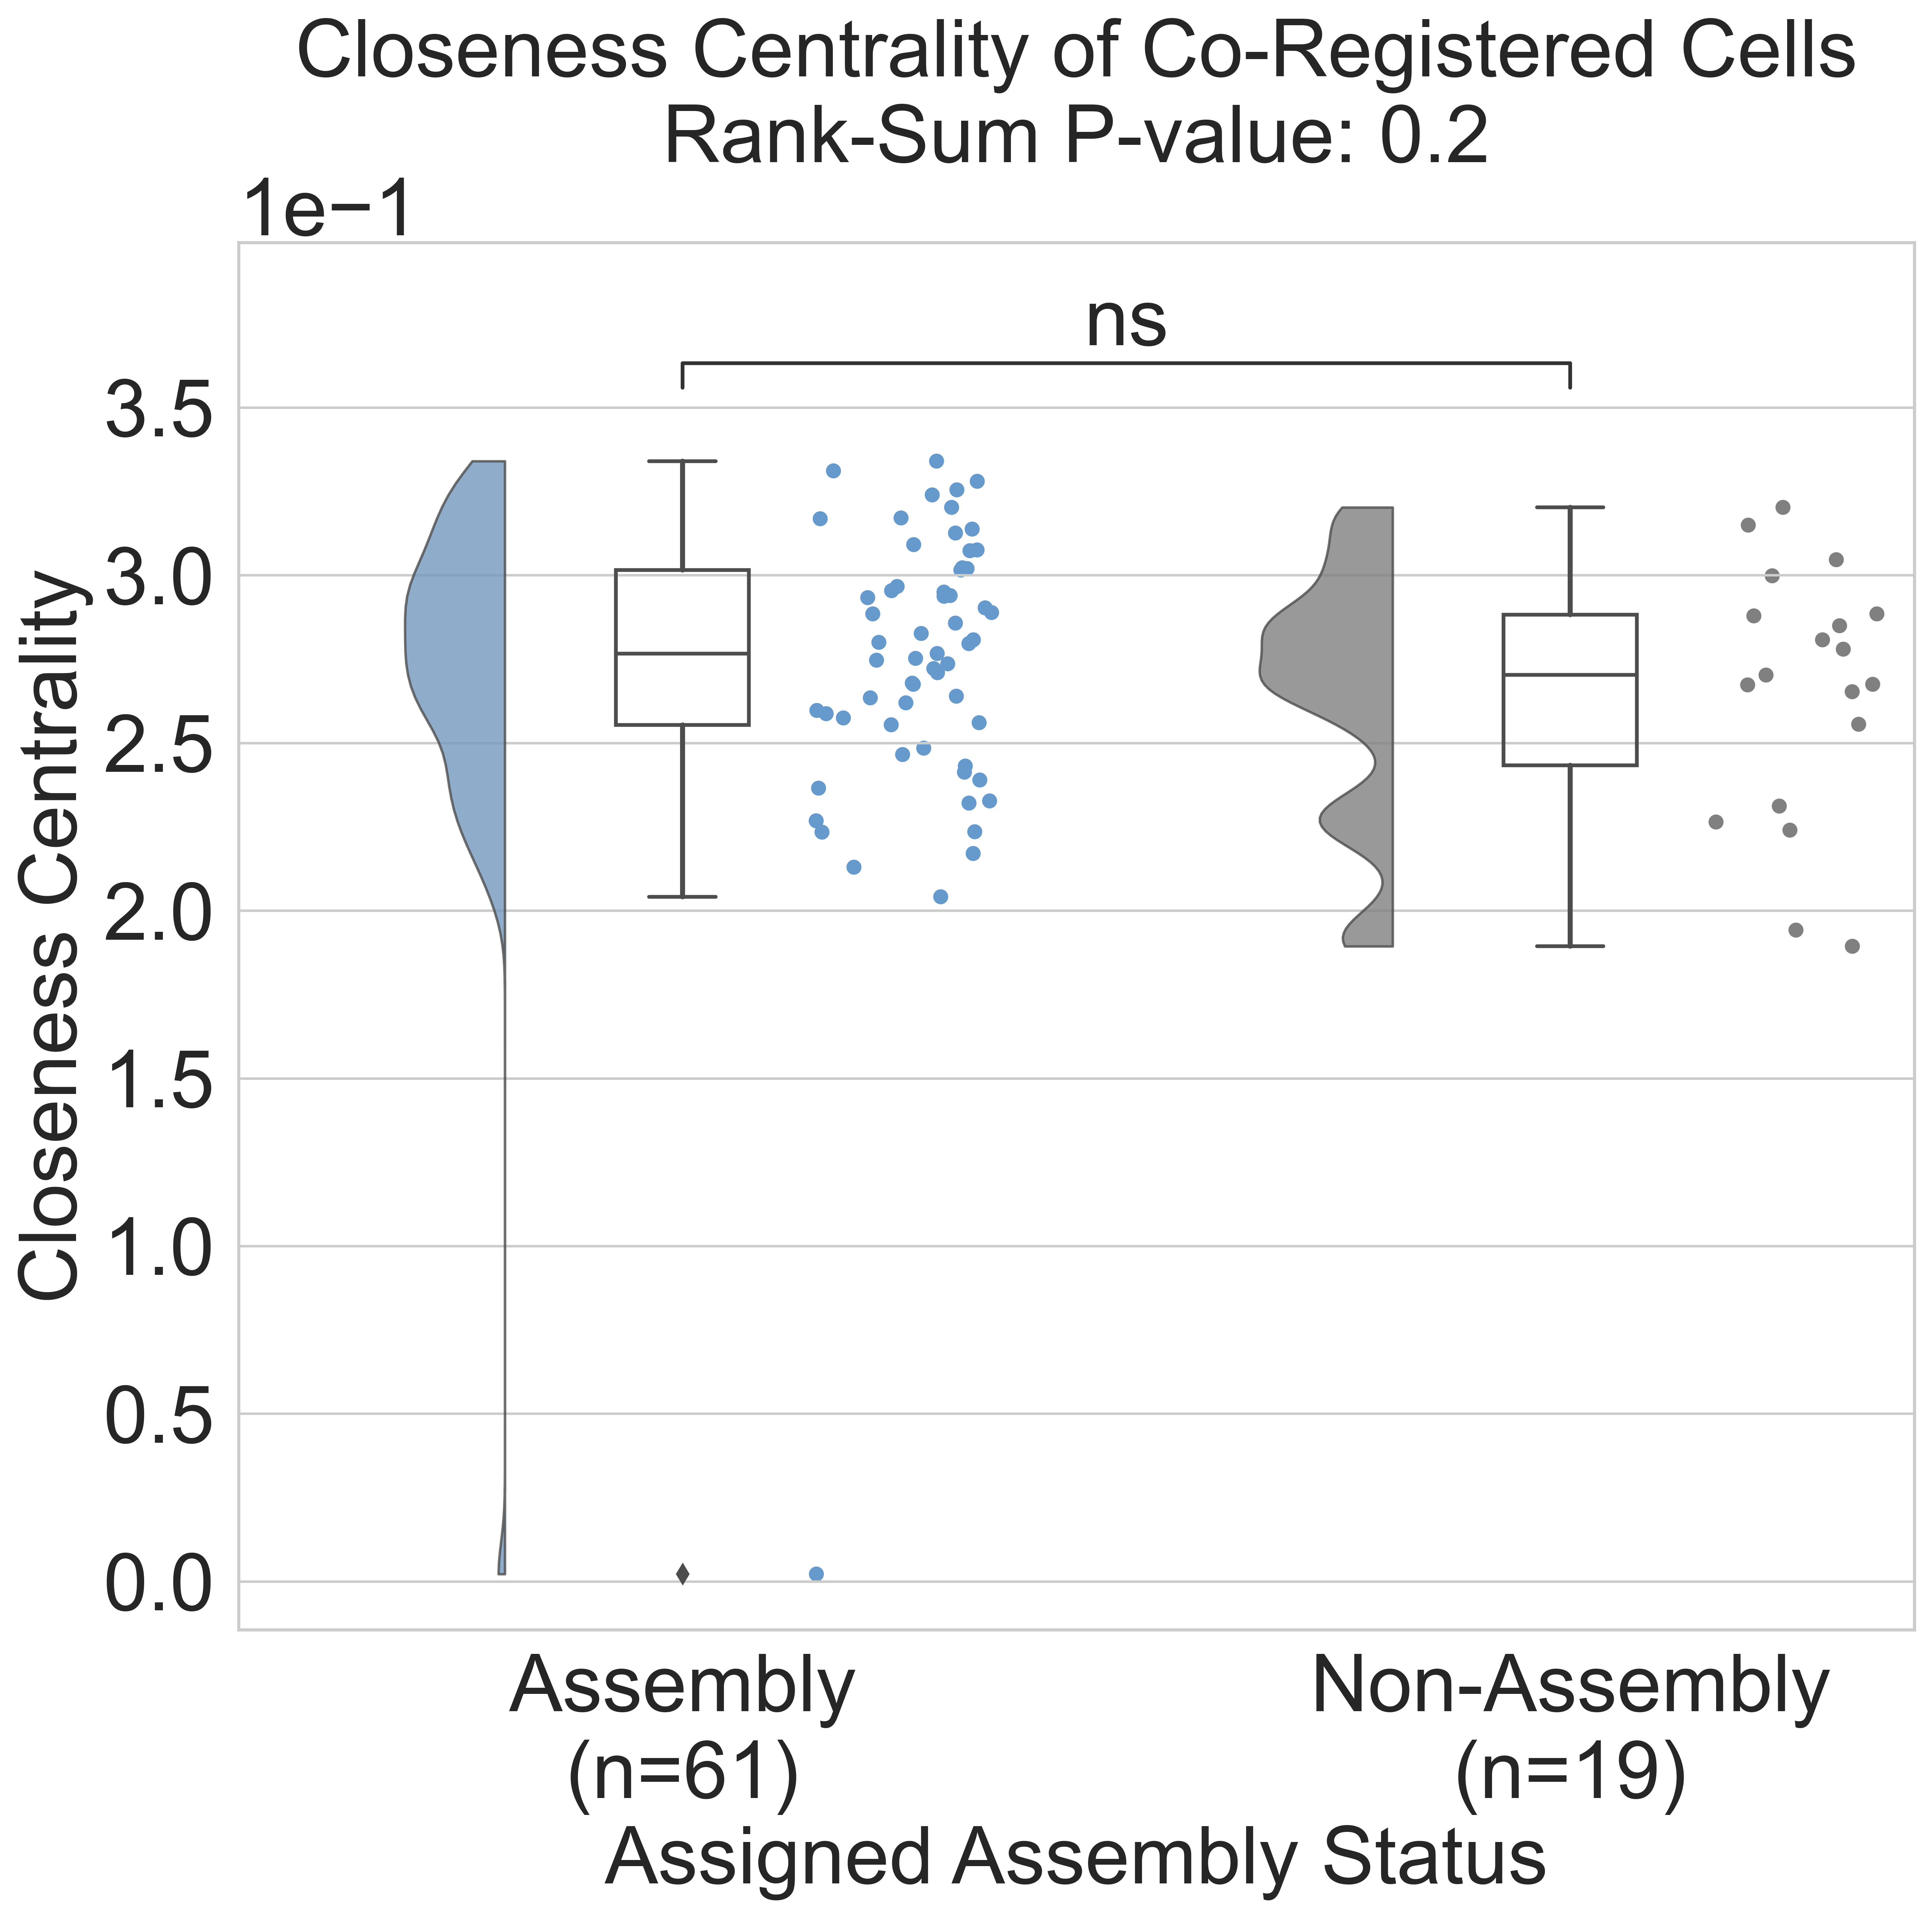 Closeness Centrality of Co-Registered Cells
Rank-Sum P-value: 0.2
1e−1
ns
3.5
3.0
2.5
2.0
1.5
1.0
0.5
0.0
Closeness Centrality
Assembly
(n=61)
Non-Assembly
(n=19)
Assigned Assembly Status